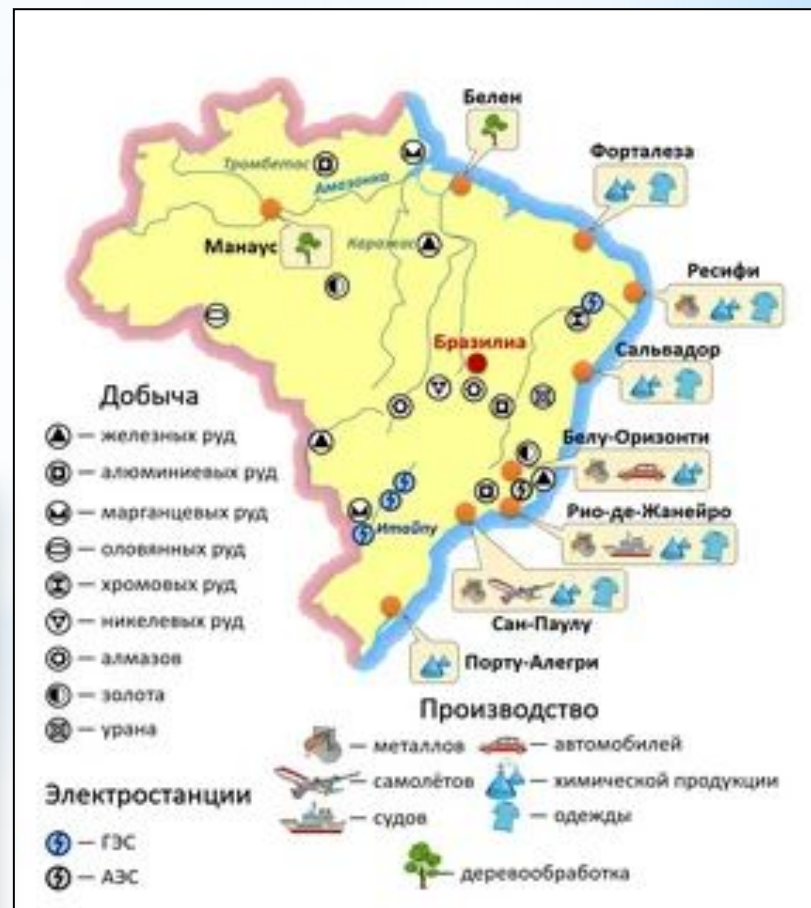 Белен
Форталеза
Тромбетас
Амазонка
Манаус
Каражас
Ресифи
Бразилиа
Сальвадор
Белу-Оризонти
Рио-де-Жанейро
Итайпу
Сан-Паулу
Порту-Алегри
Добыча
— железных руд
— алюминиевых руд
— марганцевых руд
— оловянных руд
— хромовых руд
— никелевых руд
— алмазов
— золота
— урана
Электростанции
— ГЭС
— АЭС
Производство
— металлов
— автомобилей
— самолётов
— химической продукции
— судов
— одежды
— деревообработка